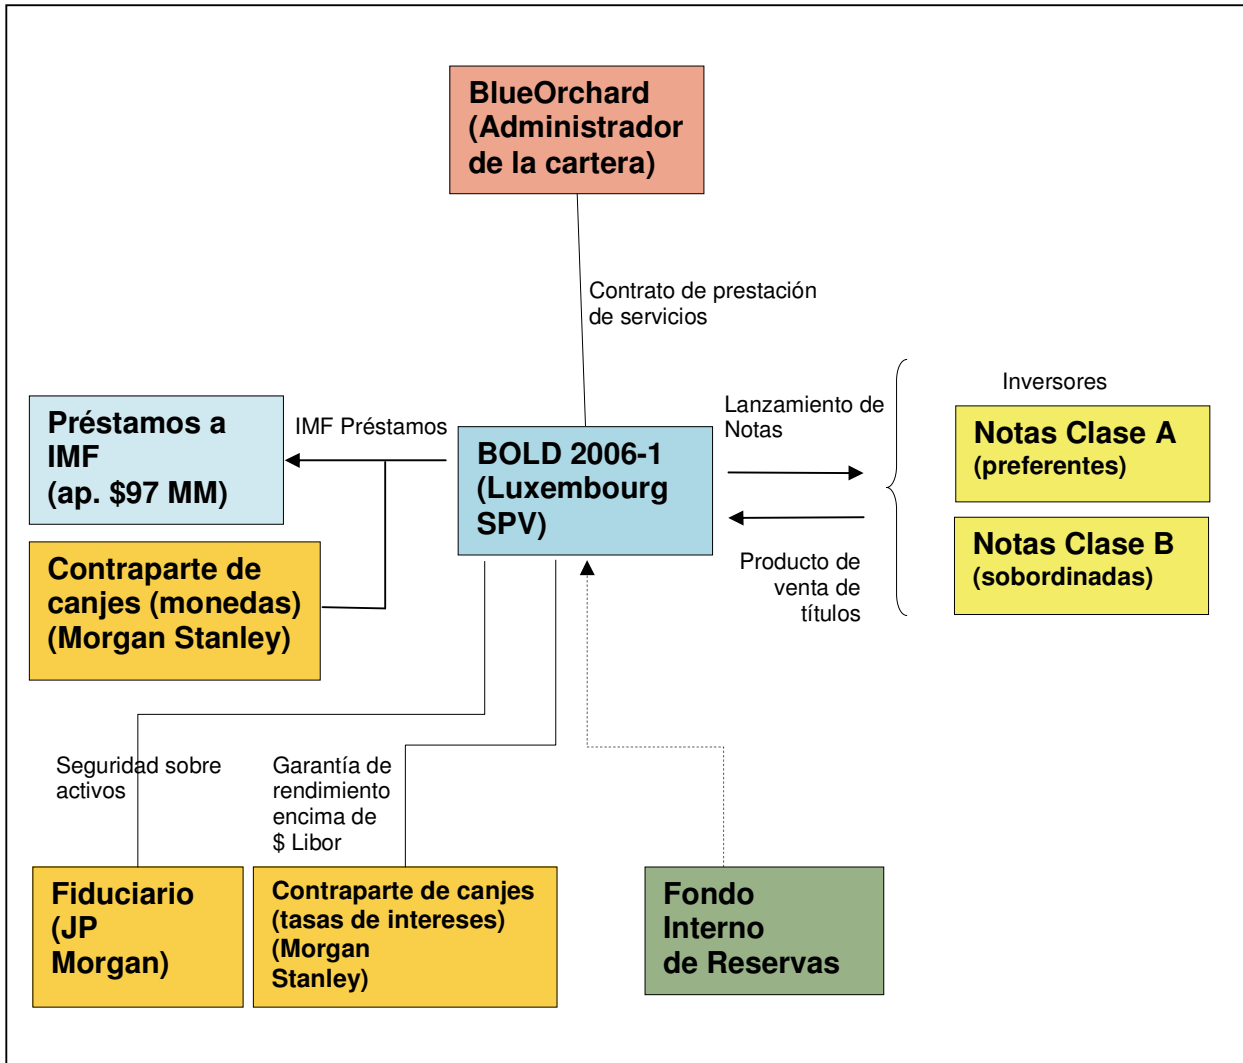 BlueOrchard
(Administrador
de la cartera)
Contrato de prestación
de servicios
Préstamos a
IMF
(ap. $97 MM)
IMF Préstamos
BOLD 2006-1
(Luxembourg
SPV)
Lanzamiento de
Notas
Inversores
Notas Clase A
(preferentes)
Notas Clase B
(sobordinadas)
Producto de
venta de
títulos
Contraparte de
canjes (monedas)
(Morgan Stanley)
Seguridad sobre
activos
Garantía de
rendimiento
encima de
$ Libor
Fiduciario
(JP
Morgan)
Contraparte de canjes
(tasas de intereses)
(Morgan
Stanley)
Fondo
Interno
de Reservas